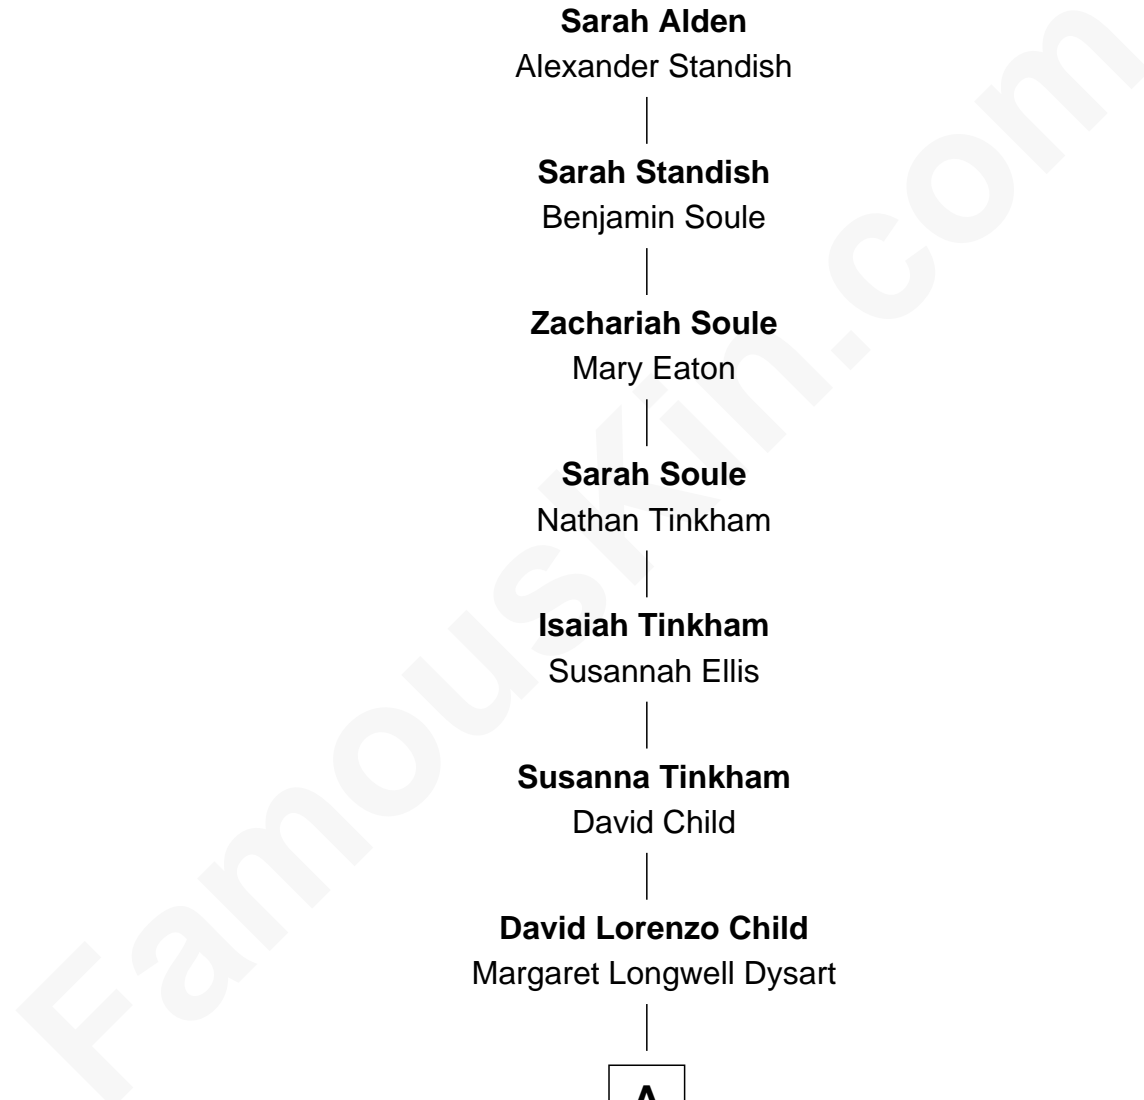 Sarah Alden
Alexander Standish
Sarah Standish
Benjamin Soule
Zachariah Soule
Mary Eaton
Sarah Soule
Nathan Tinkham
Isaiah Tinkham
Susannah Ellis
Susanna Tinkham
David Child
David Lorenzo Child
Margaret Longwell Dysart
A
FamousKin.com